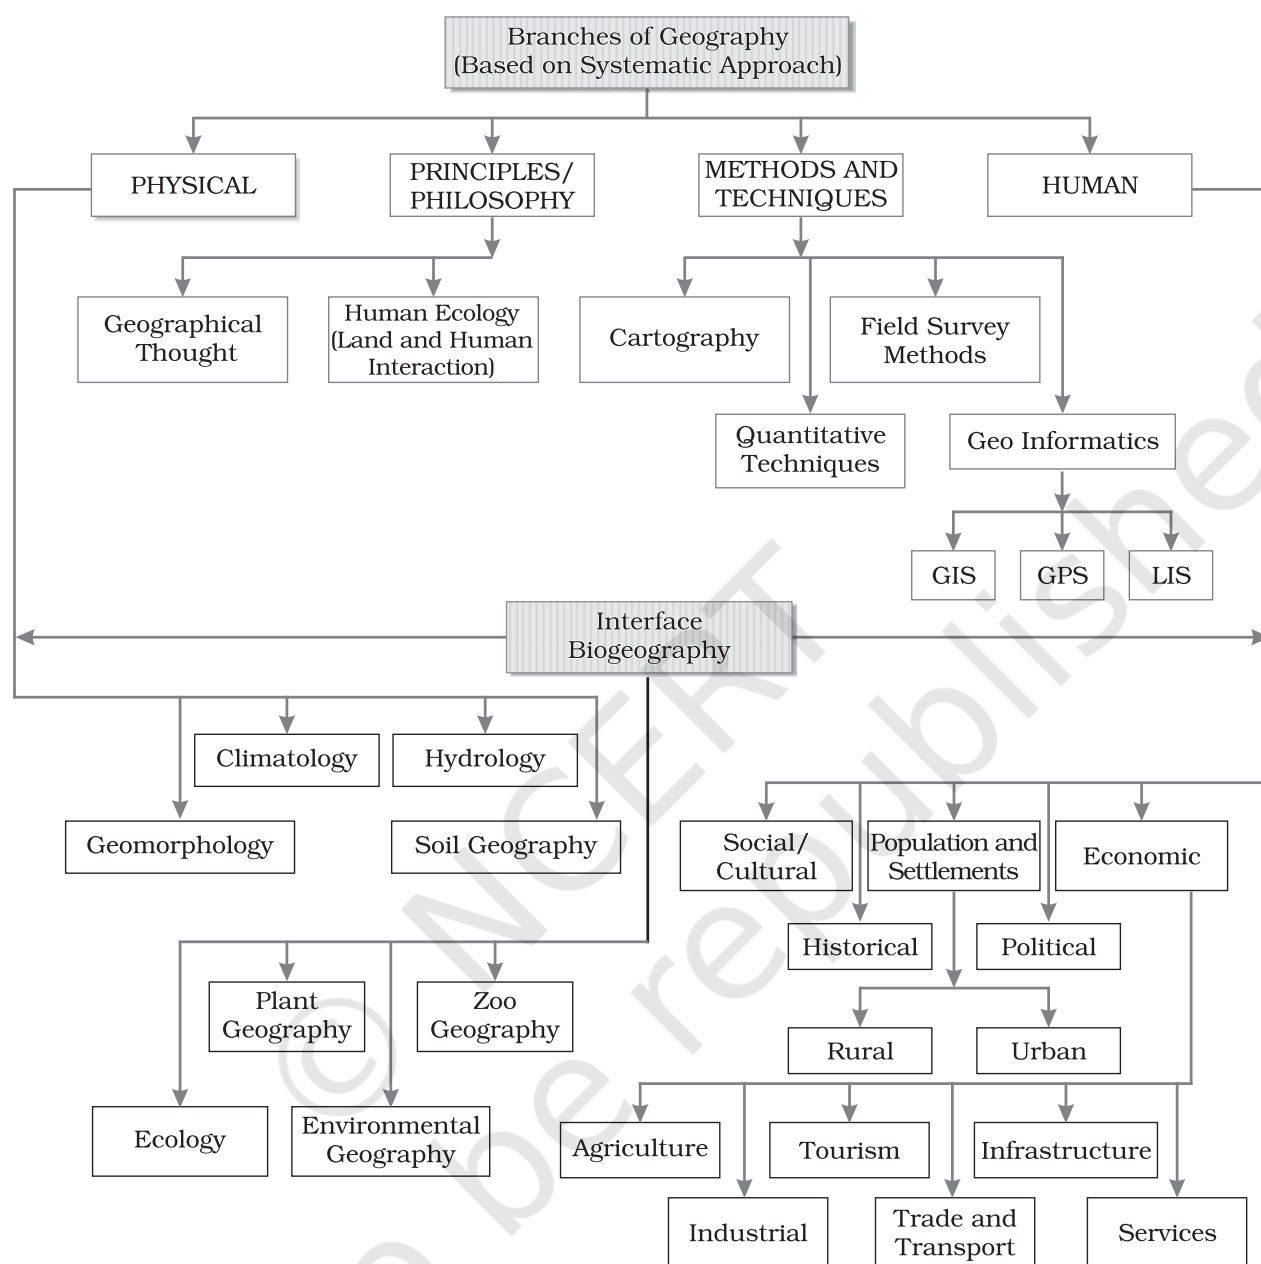 Branches of Geography
(Based on Systematic Approach)
PHYSICAL
PRINCIPLES/
PHILOSOPHY
METHODS AND
TECHNIQUES
HUMAN
Geographical
Thought
Human Ecology
(Land and Human
Interaction)
Cartography
Field Survey
Methods
Quantitative
Techniques
Geo Informatics
GIS
GPS
LIS
Interface
Biogeography
Climatology
Hydrology
Geomorphology
Soil Geography
Social/
Cultural
Population and
Settlements
Economic
Historical
Political
Plant
Geography
Zoo
Geography
Rural
Urban
Ecology
Environmental
Geography
Agriculture
Tourism
Infrastructure
Industrial
Trade and
Transport
Services
© NCERT
be republished